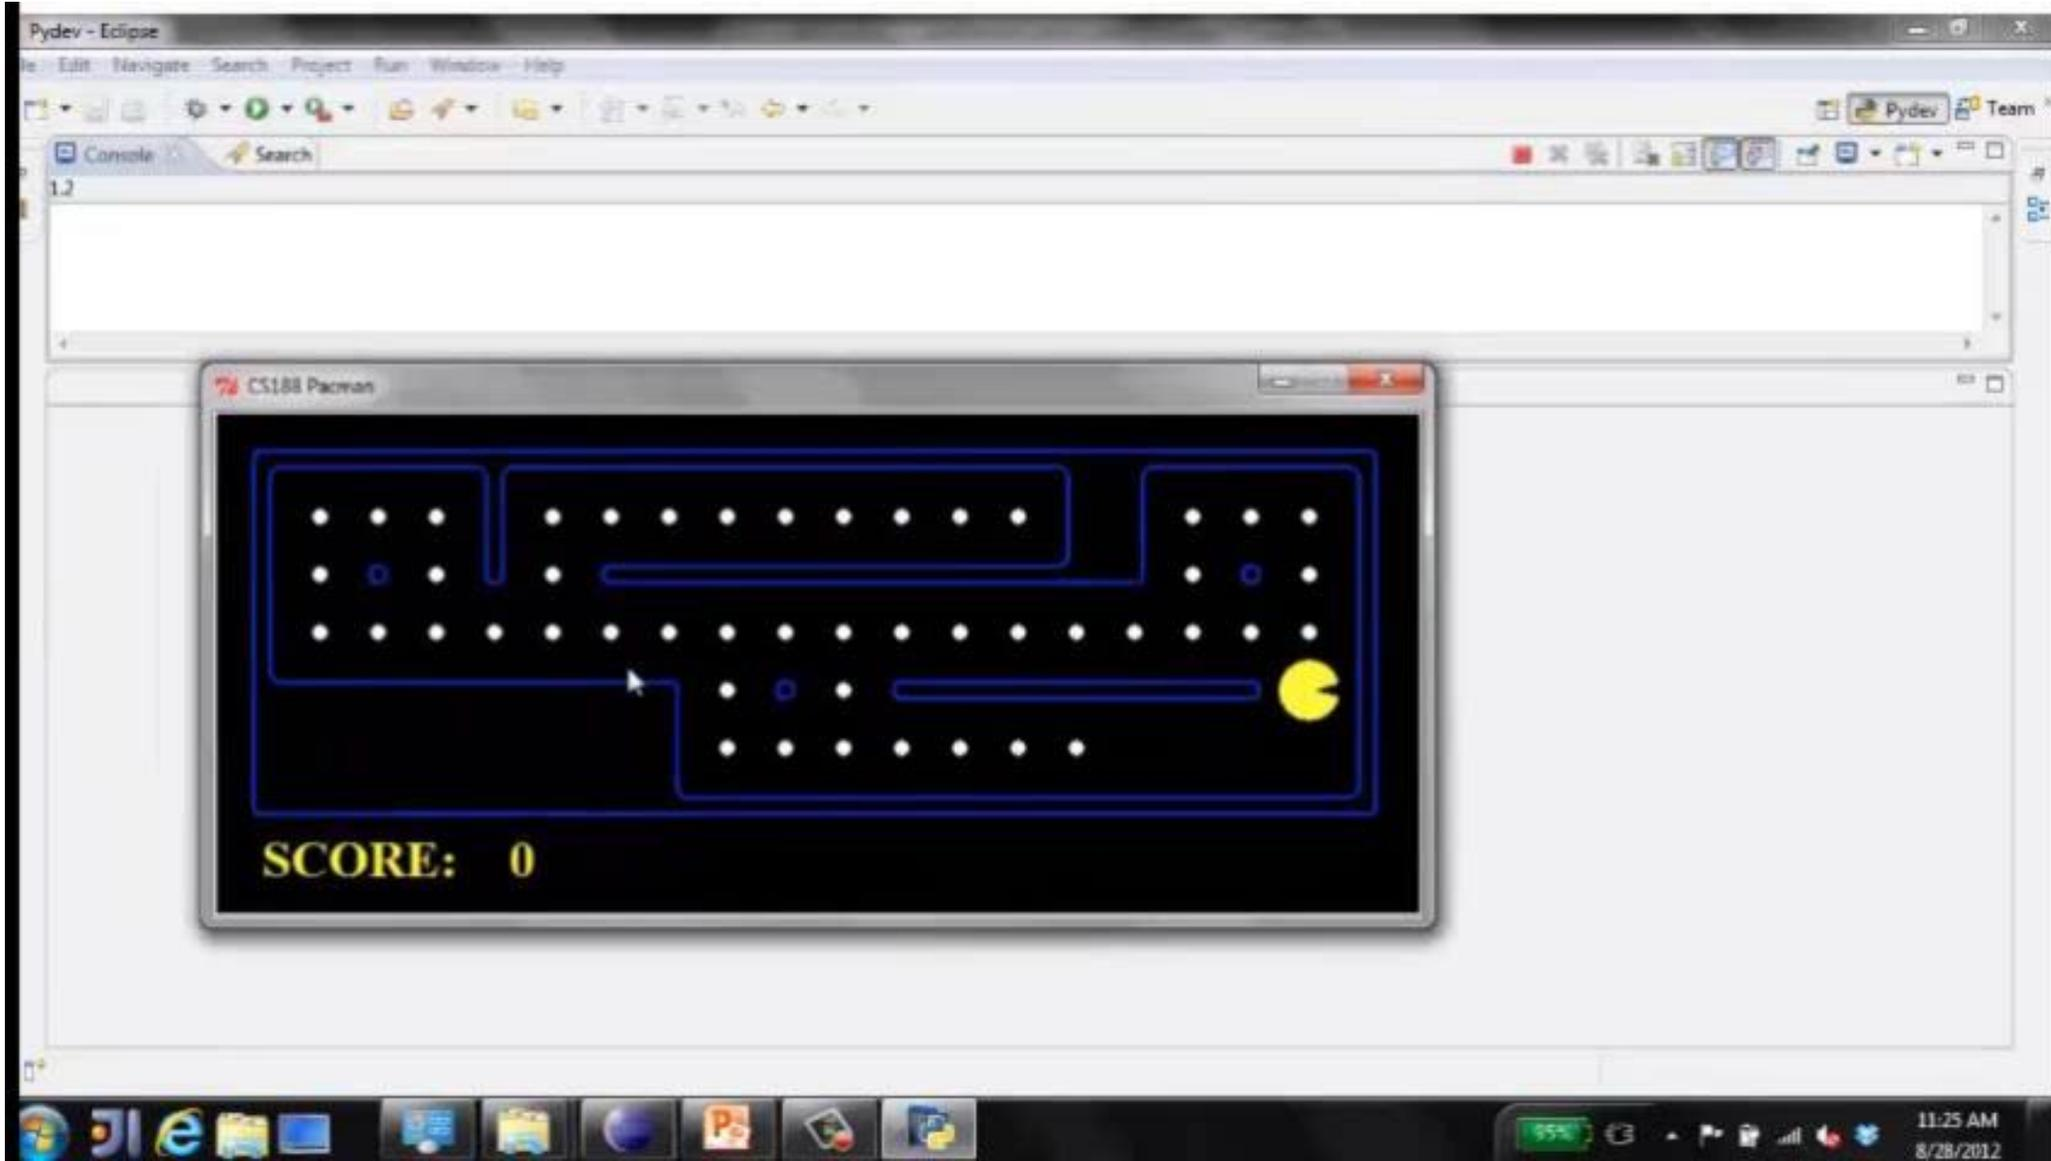 Pydev - Eclipse
Edit Navigate Search Project Run Window Help
Pydev Team
Console Search
1.2
CS188 Pacman
SCORE: 0
95%
11:25 AM
8/28/2012